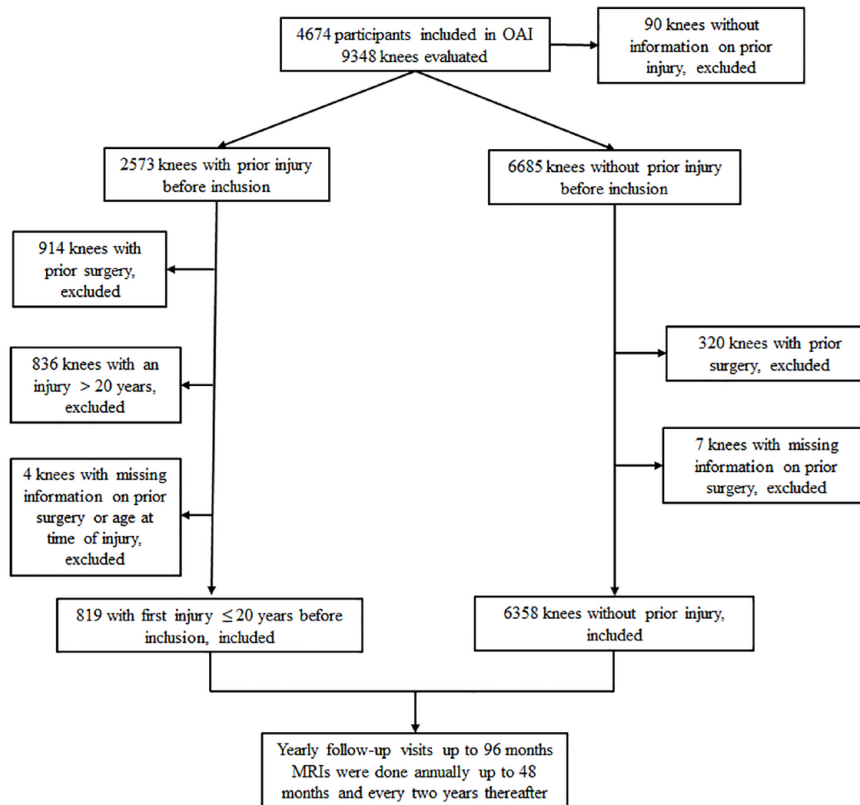 4674 participants included in OAI
9348 knees evaluated
90 knees without
information on prior
injury, excluded
2573 knees with prior injury
before inclusion
6685 knees without prior injury
before inclusion
914 knees with
prior surgery,
excluded
320 knees with prior
surgery, excluded
836 knees with an
injury > 20 years,
excluded
7 knees with missing
information on prior
surgery, excluded
4 knees with missing
information on prior
surgery or age at
time of injury,
excluded
819 with first injury ≤ 20 years before
inclusion, included
6358 knees without prior injury,
included
Yearly follow-up visits up to 96 months
MRIs were done annually up to 48
months and every two years thereafter